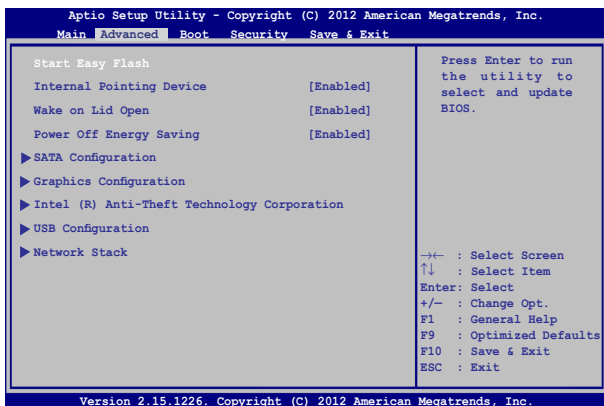 Aptio Setup Utility - Copyright (C) 2012 American Megatrends, Inc.
Main Advanced Boot Security Save & Exit
Start Easy Flash
Internal Pointing Device [Enabled]
Wake on Lid Open [Enabled]
Power Off Energy Saving [Enabled]
SATA Configuration
Graphics Configuration
Intel (R) Anti-Theft Technology Corporation
USB Configuration
Network Stack
Press Enter to run
the utility to
select and update
BIOS.
→← : Select Screen
↑↓ : Select Item
Enter: Select
+/— : Change Opt.
F1 : General Help
F9 : Optimized Defaults
F10 : Save & Exit
ESC : Exit
Version 2.15.1226. Copyright (C) 2012 American Megatrends, Inc.